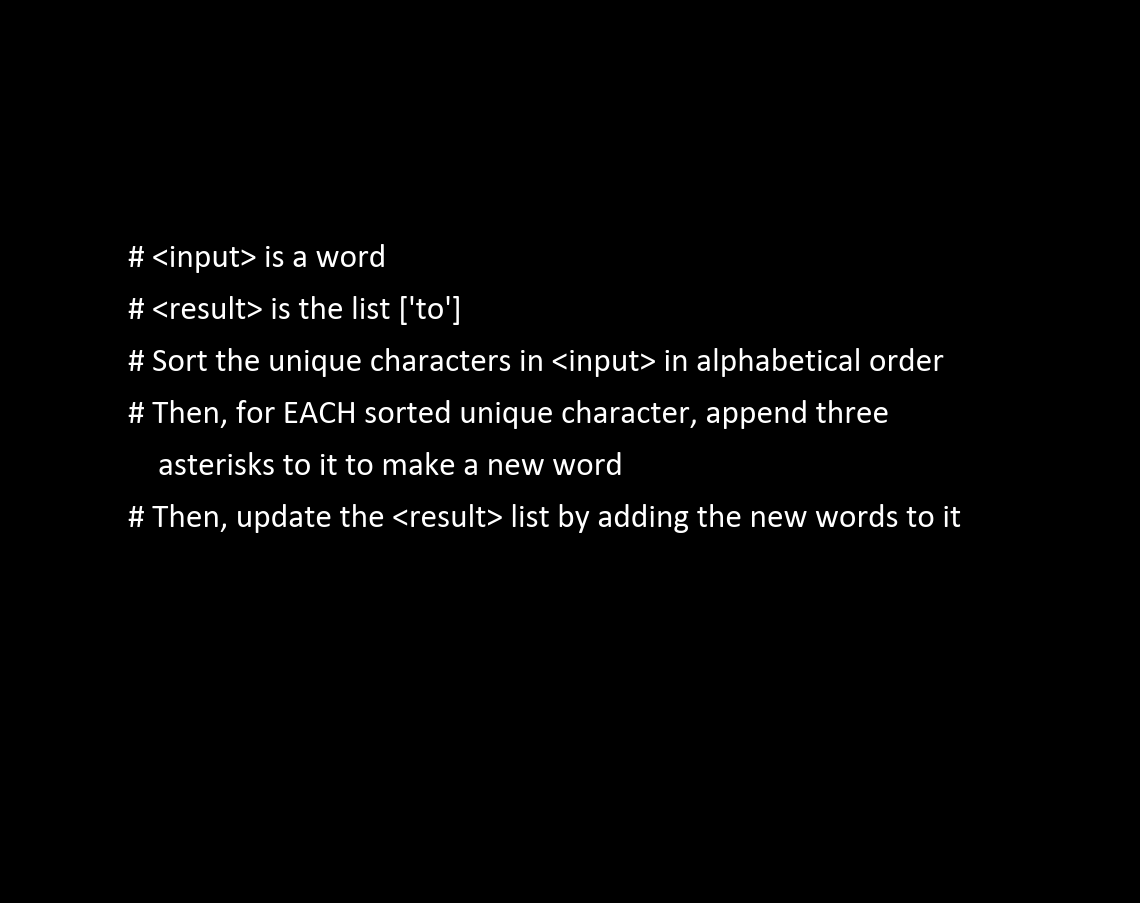 # <input> is a word
# <result> is the list ['to']
# Sort the unique characters in <input> in alphabetical order
# Then, for EACH sorted unique character, append three
asterisks to it to make a new word
# Then, update the <result> list by adding the new words to it